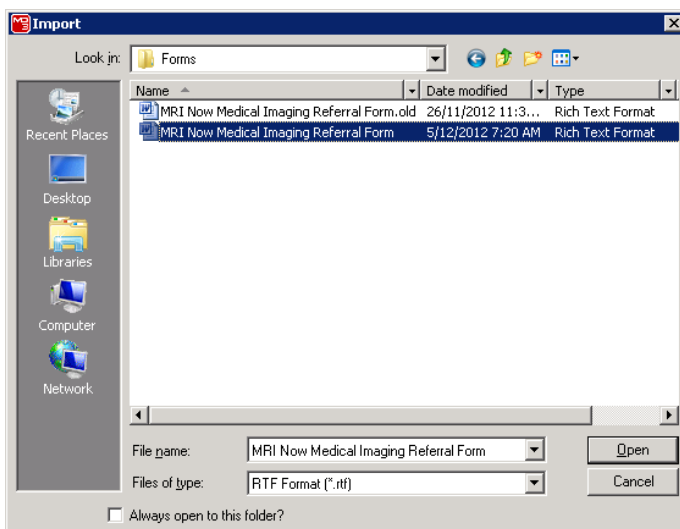 Import
Look in: Forms
Name Date modified Type
MRI Now Medical Imaging Referral Form.old 26/11/2012 11:3... Rich Text Format
MRI Now Medical Imaging Referral Form 5/12/2012 7:20 AM Rich Text Format
Recent Places
Desktop
Libraries
Computer
Network
File name: MRI Now Medical Imaging Referral Form Open
Files of type: RTF Format (*.rtf) Cancel
Always open to this folder?